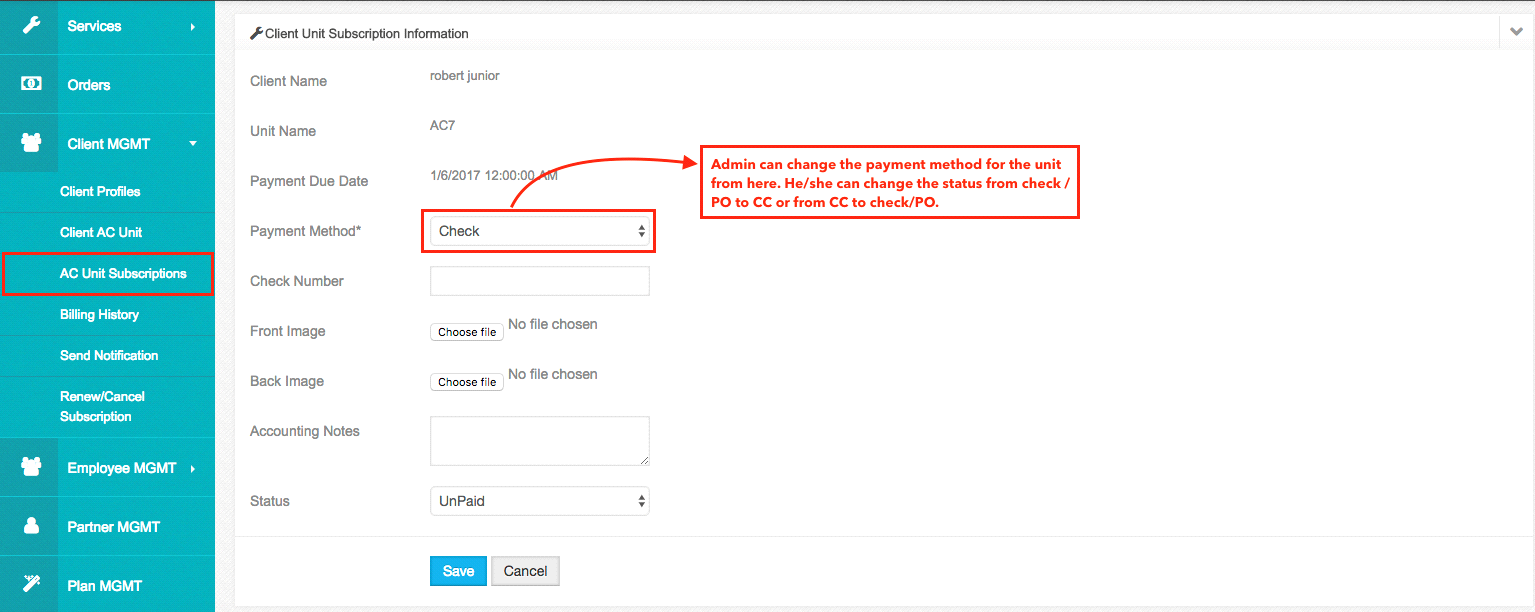 Services
Orders
Client MGMT
Client Profiles
Client AC Unit
AC Unit Subscriptions
Billing History
Send Notification
Renew/Cancel
Subscription
Employee MGMT
Partner MGMT
Plan MGMT
Client Unit Subscription Information
Client Name robert junior
Unit Name AC7
Payment Due Date 1/6/2017 12:00:00 AM
Admin can change the payment method for the unit
from here. He/she can change the status from check /
PO to CC or from CC to check/PO.
Payment Method* Check
Check Number
Front Image Choose file No file chosen
Back Image Choose file No file chosen
Accounting Notes
Status UnPaid
Save Cancel